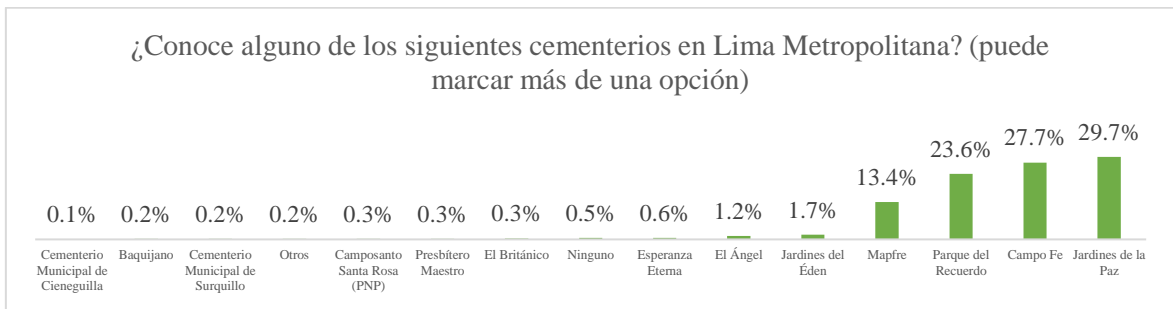 ¿Conoce alguno de los siguientes cementerios en Lima Metropolitana? (puede
marcar más de una opción)
0.1% 0.2% 0.2% 0.2% 0.3% 0.3% 0.3% 0.5% 0.6% 1.2% 1.7% 13.4% 23.6% 27.7% 29.7%
Cementerio
Municipal de
Cieneguilla
Baquijano
Cementerio
Municipal de
Surquillo
Otros
Camposanto
Santa Rosa
(PNP)
Presbítero
Maestro
El Británico
Ninguno
Esperanza
Eterna
El Ángel
Jardines del
Éden
Mapfre
Parque del
Recuerdo
Campo Fe
Jardines de la
Paz